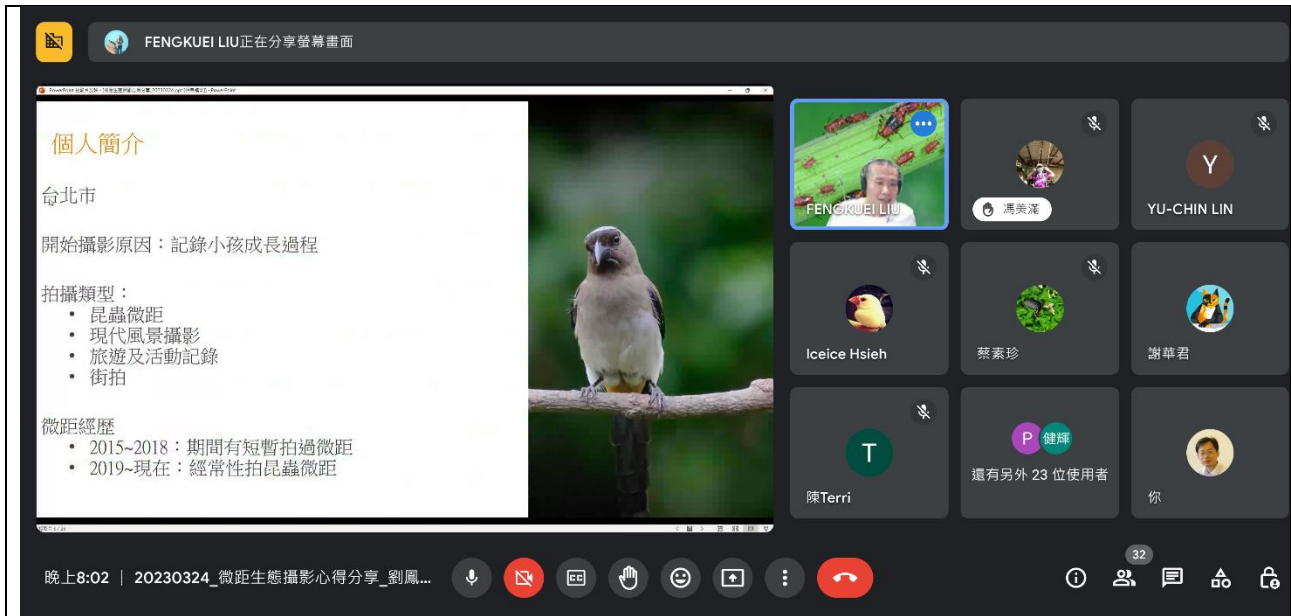 FENGKUEI LIU正在分享螢幕畫面
個人簡介
台北市
開始攝影原因：記錄小孩成長過程
拍攝類型：
• 昆蟲微距
• 現代風景攝影
• 旅遊及活動記錄
• 街拍
微距經歷
• 2015~2018：期間有短暫拍過微距
• 2019~現在：經常性拍昆蟲微距
FENGKUEI LIU
馮美滿
Y
YU-CHIN LIN
Iceice Hsieh
蔡素珍
謝華君
T
陳Terri
P 健輝
還有另外 23 位使用者
你
晚上8:02 | 20230324_微距生態攝影心得分享_劉鳳...
CC
32